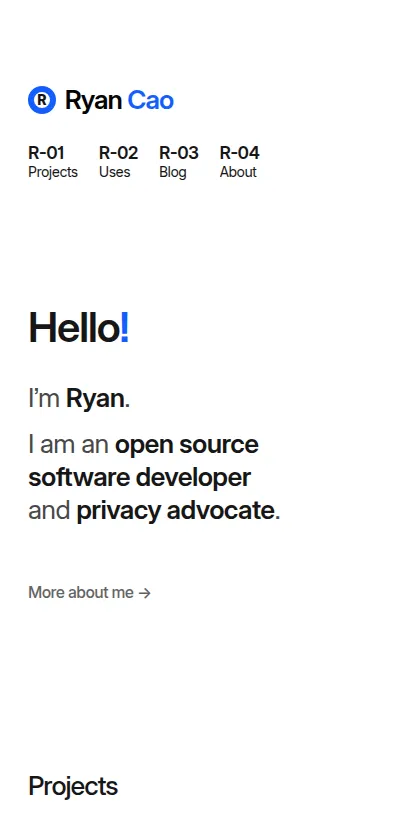 R Ryan Cao
R-01 R-02 R-03 R-04
Projects Uses Blog About
Hello!
I’m Ryan.
I am an open source
software developer
and privacy advocate.
More about me →
Projects